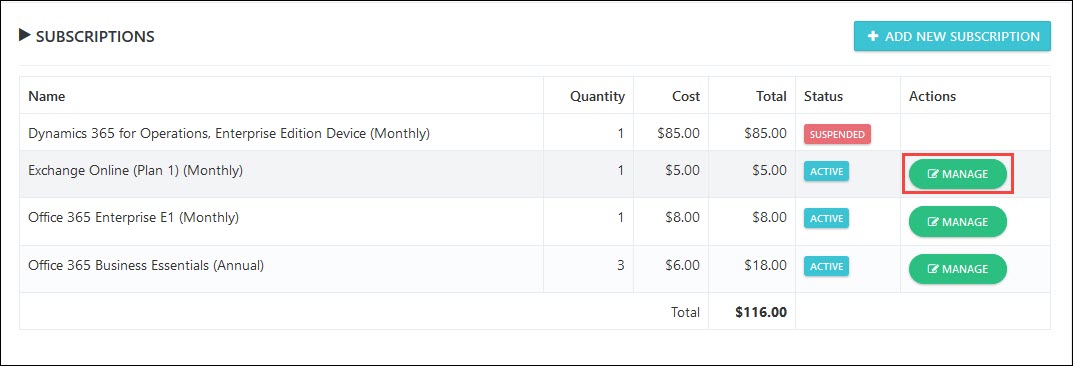 SUBSCRIPTIONS
ADD NEW SUBSCRIPTION
Name Quantity Cost Total Status Actions
Dynamics 365 for Operations, Enterprise Edition Device (Monthly) 1 $85.00 $85.00 SUSPENDED
Exchange Online (Plan 1) (Monthly) 1 $5.00 $5.00 ACTIVE MANAGE
Office 365 Enterprise E1 (Monthly) 1 $8.00 $8.00 ACTIVE MANAGE
Office 365 Business Essentials (Annual) 3 $6.00 $18.00 ACTIVE MANAGE
Total $116.00